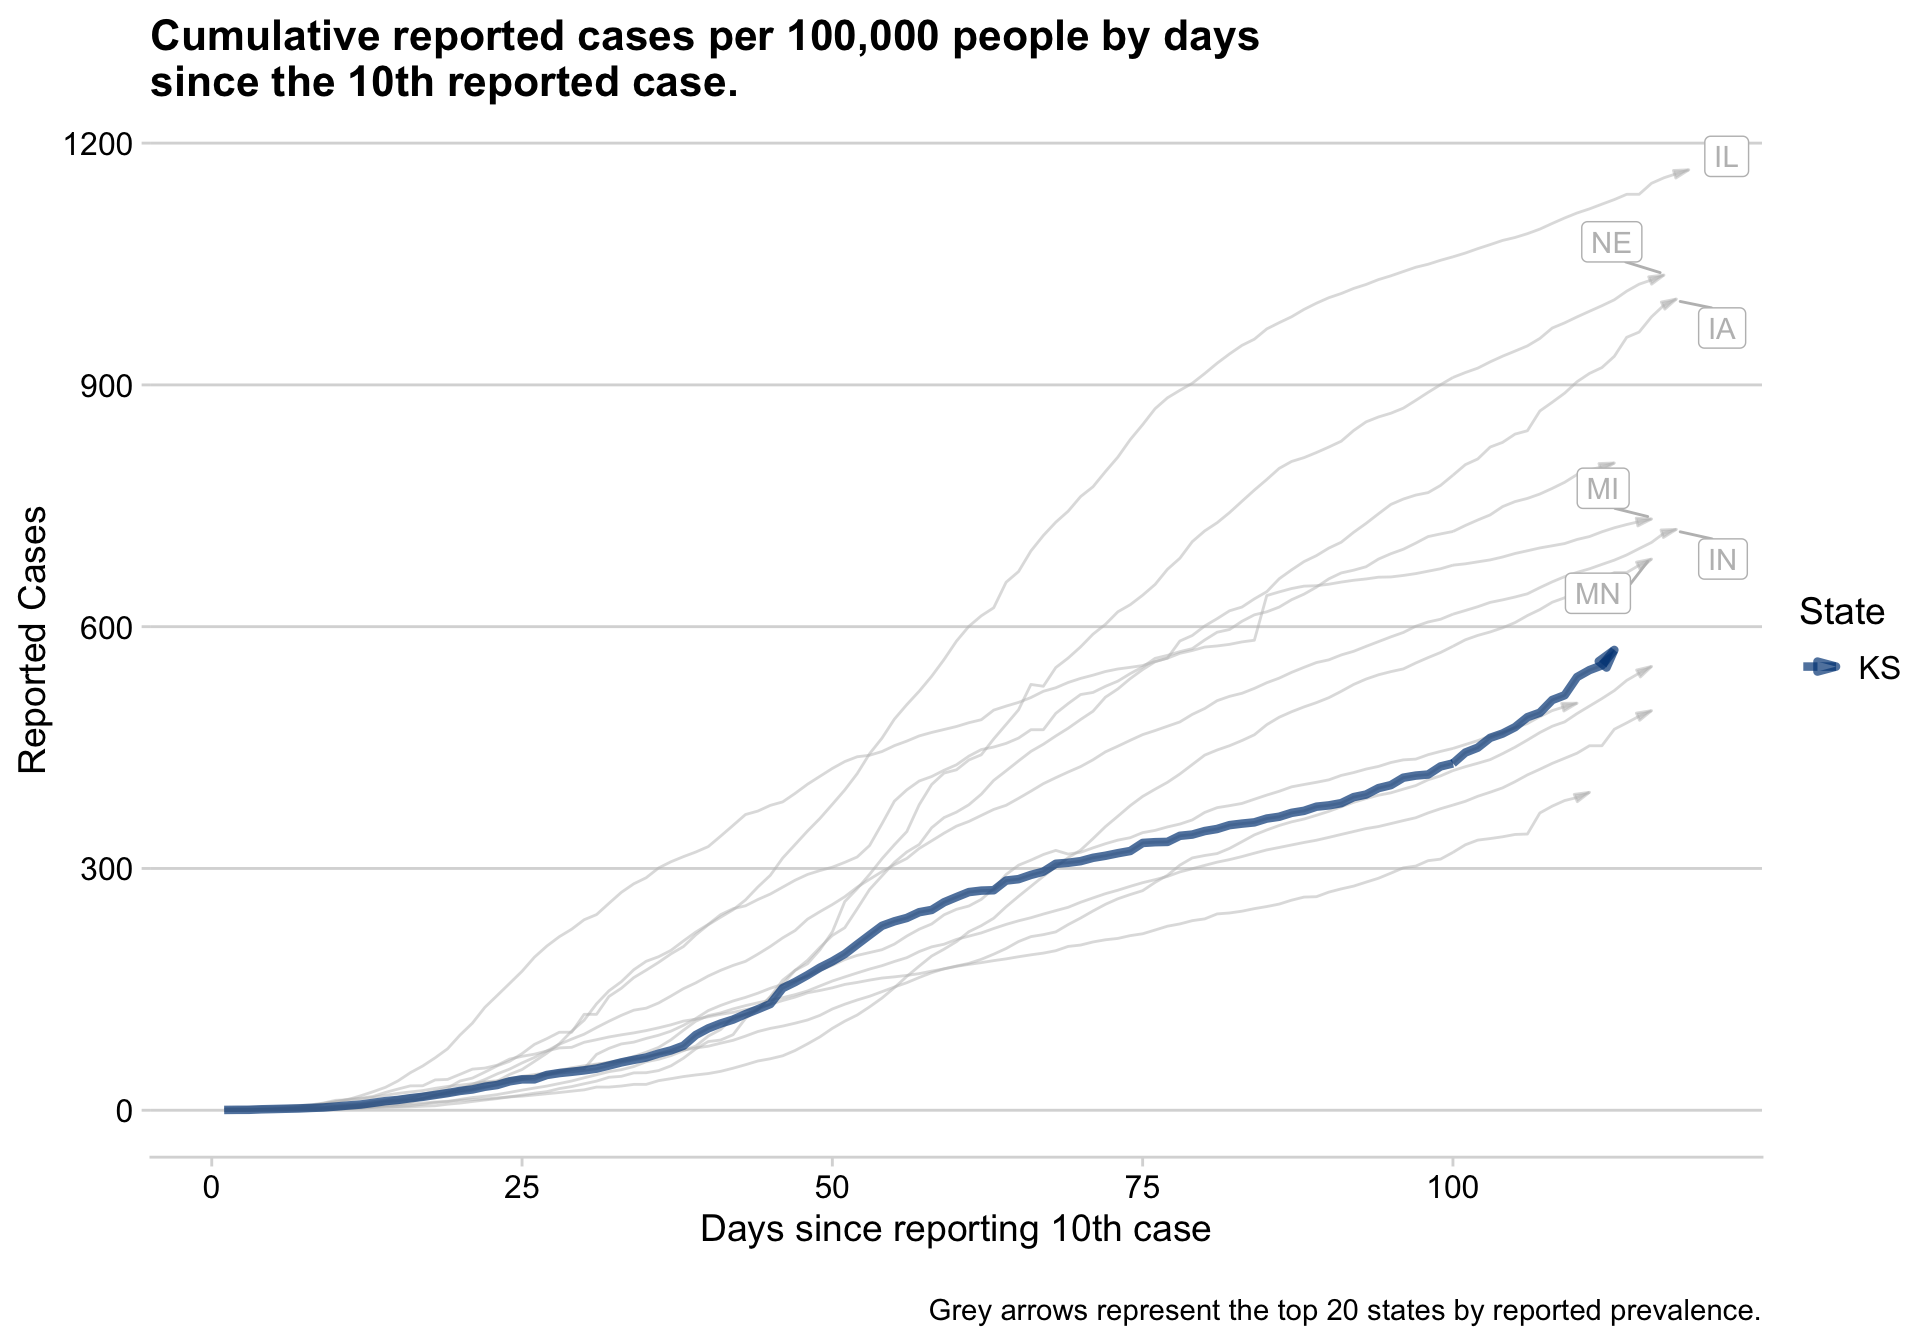 Cumulative reported cases per 100,000 people by days
since the 10th reported case.
1200
900
600
300
0
Reported Cases
IL
NE
IA
MI
IN
MN
State
KS
0 25 50 75 100
Days since reporting 10th case
Grey arrows represent the top 20 states by reported prevalence.